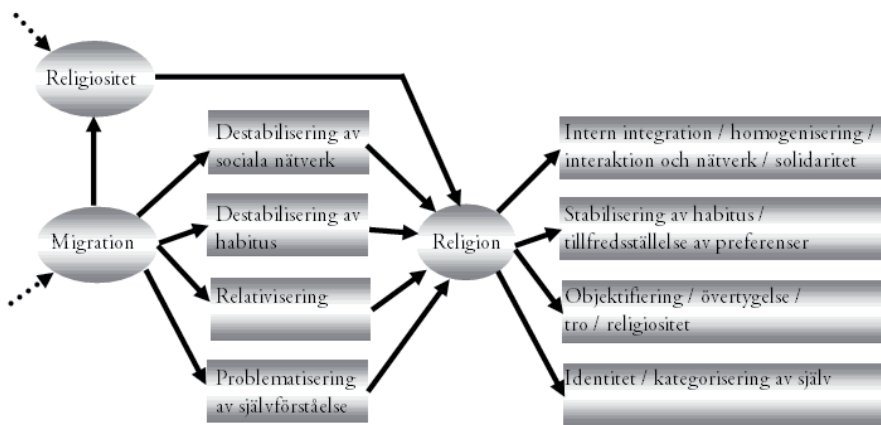 Religiositet
Migration
Destabilisering av
sociala nätverk
Destabilisering av
habitus
Relativisering
Problematisering
av självförståelse
Religion
Intern integration / homogenisering /
interaktion och nätverk / solidaritet
Stabilisering av habitus /
tillfredsställelse av preferenser
Objektifiering / övertygelse /
tro / religiositet
Identitet / kategorisering av själv